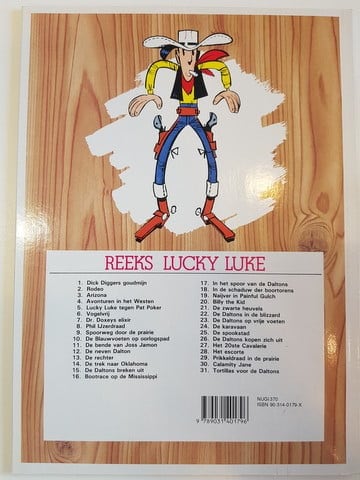 REEKS LUCKY LUKE
1. Dick Diggers goudmijn
2. Rodeo
3. Arizona
4. Avonturen in het Westen
5. Lucky Luke tegen Pat Poker
6. Vogelvrij
7. Dr. Doxeys elixir
8. Phil IJzerdraad
9. Spoorweg door de prairie
10. De Blauwvoeten op oorlogspad
11. De bende van Joss Jamon
12. De neven Dalton
13. De rechter
14. De trek naar Oklahoma
15. De Daltons breken uit
16. Bootrace op de Mississippi
17. In het spoor van de Daltons
18. In de schaduw der boortorens
19. Naijver in Painful Gulch
20. Billy the Kid
21. De zwarte heuvels
22. De Daltons in de blizzard
23. De Daltons op vrije voeten
24. De karavaan
25. De spookstad
26. De Daltons kopen zich uit
27. Het 20ste Cavalerie
28. Het escorte
29. Prikkeldraad in de prairie
30. Calamity Jane
31. Tortillas voor de Daltons
NUGI 370
ISBN 90-314-0179-X
9789031401796